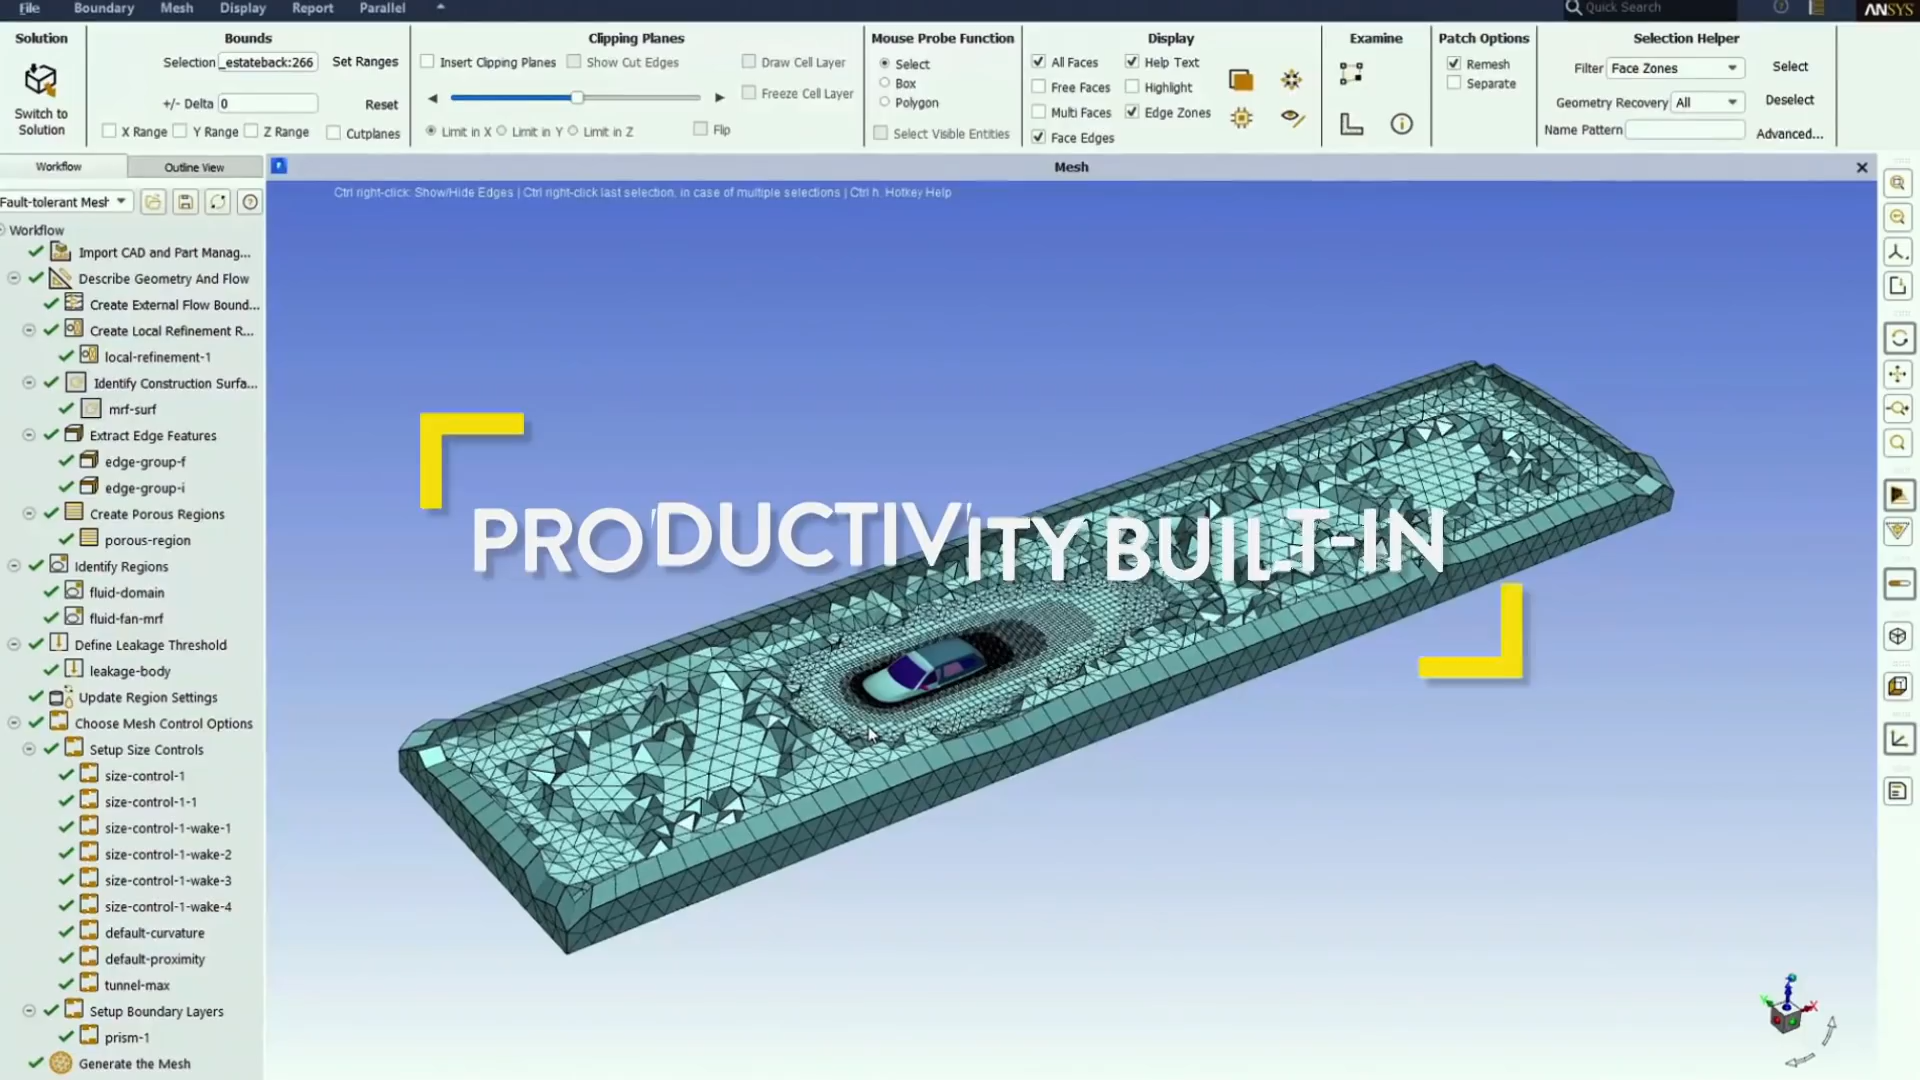 File Boundary Mesh Display Report Parallel Quick Search ANSYS
Solution Bounds Clipping Planes Mouse Probe Function Display Examine Patch Options Selection Helper
Switch to
Solution
Selection _estateback:266 Set Ranges
+/- Delta 0 Reset
X Range Y Range Z Range Cutplanes
Insert Clipping Planes Show Cut Edges Draw Cell Layer
Freeze Cell Layer
Limit in X Limit in Y Limit in Z Flip
Select
Box
Polygon
Select Visible Entities
All Faces Help Text
Free Faces Highlight
Multi Faces Edge Zones
Face Edges
Remesh
Separate
Filter Face Zones Select
Geometry Recovery All Deselect
Name Pattern Advanced...
Workflow Outline View Mesh
Ctrl right-click: Show/Hide Edges | Ctrl right-click last selection, in case of multiple selections | Ctrl h. Hotkey Help
Fault-tolerant Mesh
Workflow
Import CAD and Part Manag...
Describe Geometry And Flow
Create External Flow Bound...
Create Local Refinement R...
local-refinement-1
Identify Construction Surfa...
mrf-surf
Extract Edge Features
edge-group-f
edge-group-i
Create Porous Regions
porous-region
Identify Regions
fluid-domain
fluid-fan-mrf
Define Leakage Threshold
leakage-body
Update Region Settings
Choose Mesh Control Options
Setup Size Controls
size-control-1
size-control-1-1
size-control-1-wake-1
size-control-1-wake-2
size-control-1-wake-3
size-control-1-wake-4
default-curvature
default-proximity
tunnel-max
Setup Boundary Layers
prism-1
Generate the Mesh
PRODUCTIVITY BUILT-IN